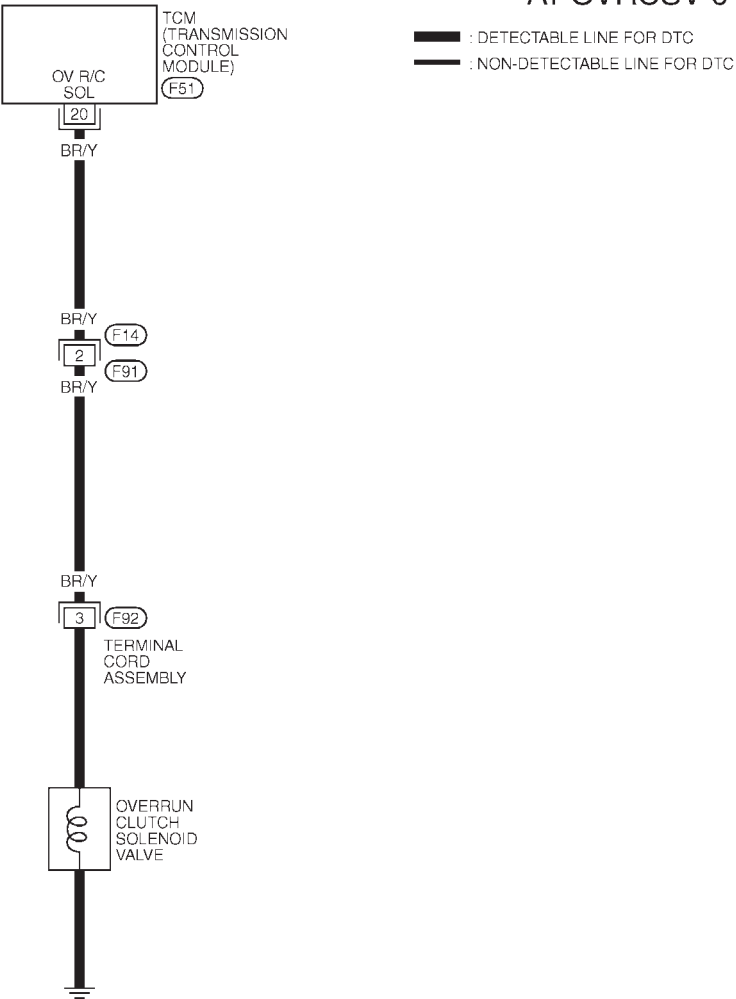 TCM
(TRANSMISSION
CONTROL
MODULE)
F51
OV R/C
SOL
20
BR/Y
: DETECTABLE LINE FOR DTC
: NON-DETECTABLE LINE FOR DTC
BR/Y
F14
2
F91
BR/Y
BR/Y
3
F92
TERMINAL
CORD
ASSEMBLY
OVERRUN
CLUTCH
SOLENOID
VALVE